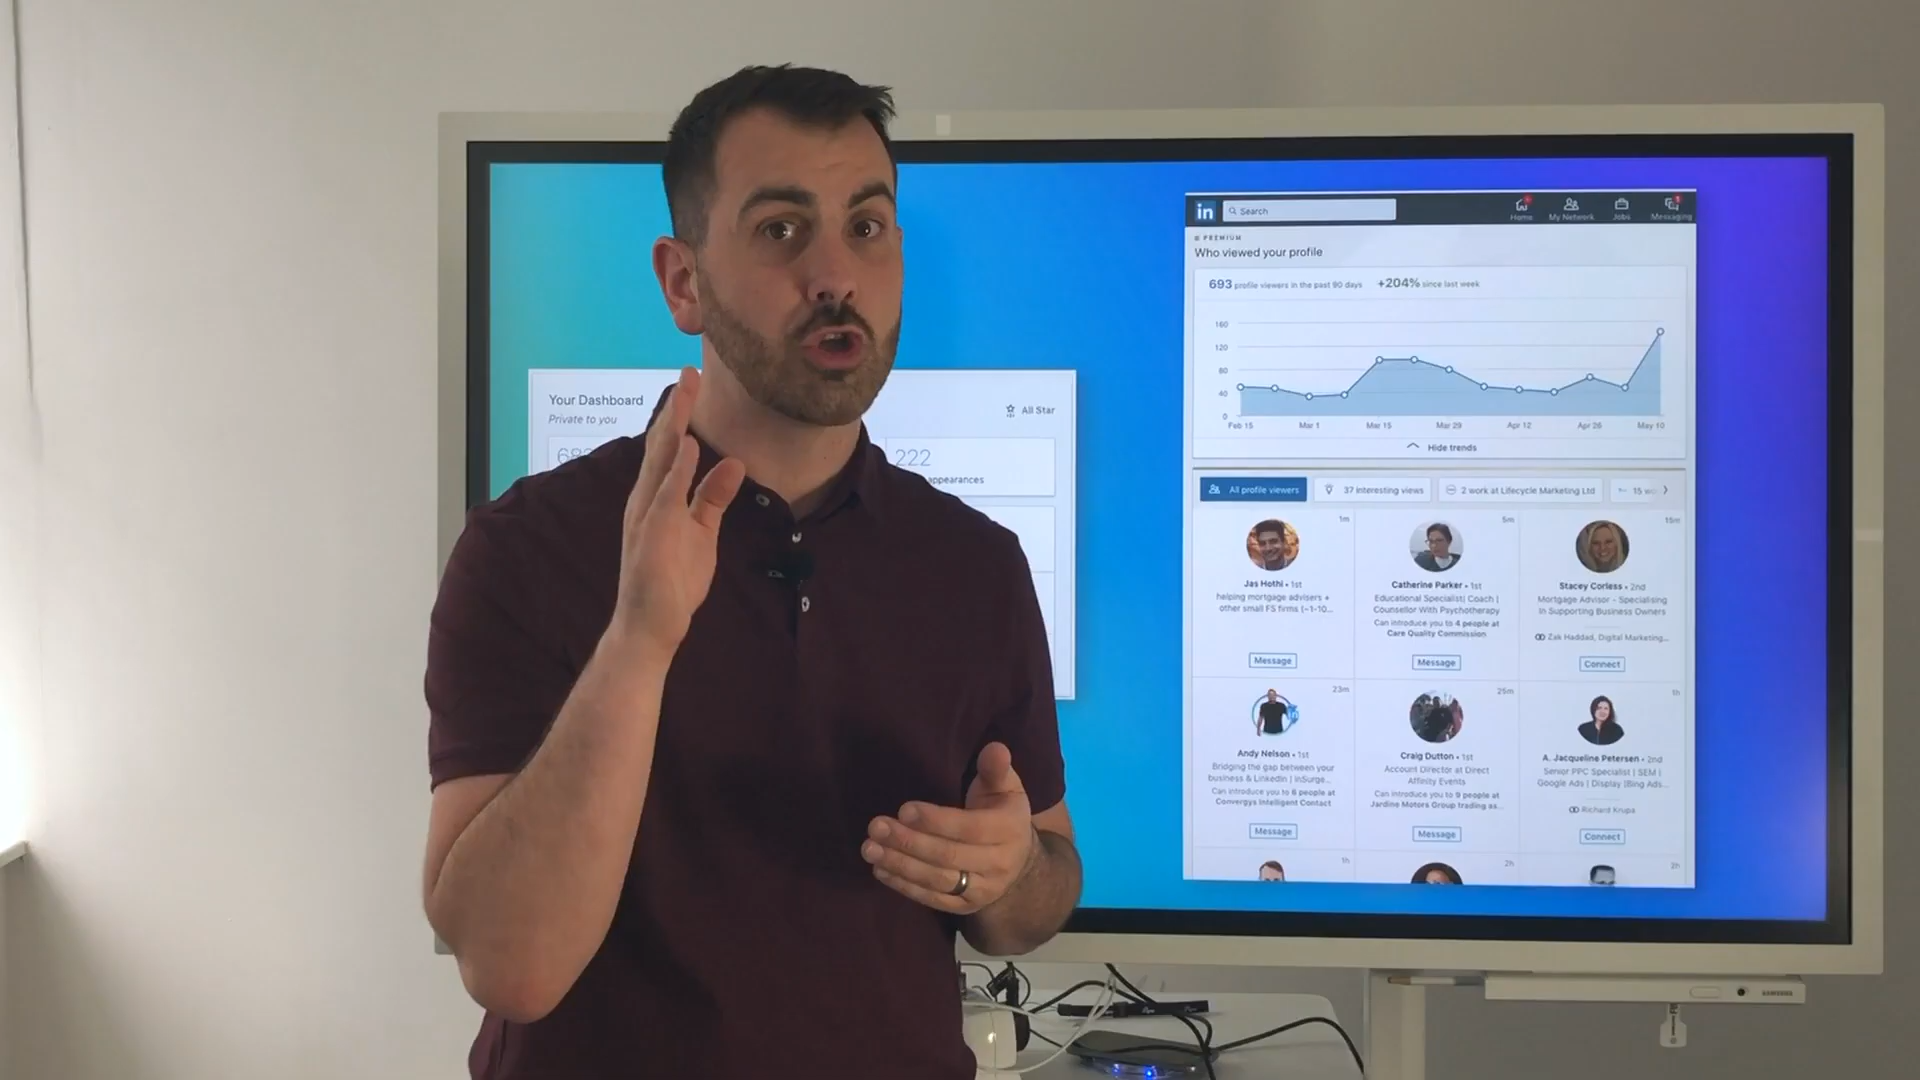 Your Dashboard
Private to you
All Star
222
appearances
in
Search
Home
My Network
Jobs
Messaging
PREMIUM
Who viewed your profile
693 profile viewers in the past 90 days +204% since last week
160
120
80
40
0
Feb 15 Mar 1 Mar 15 Mar 29 Apr 12 Apr 26 May 10
Hide trends
All profile viewers
37 interesting views
2 work at Lifecycle Marketing Ltd
15
1m
Jas Hothi • 1st
helping mortgage advisers +
other small FS firms (~1-10...
Message
5m
Catherine Parker • 1st
Educational Specialist| Coach |
Counsellor With Psychotherapy
Can introduce you to 4 people at
Care Quality Commission
Message
15m
Stacey Corless • 2nd
Mortgage Advisor - Specialising
In Supporting Business Owners
Zak Haddad, Digital Marketing...
Connect
23m
Andy Nelson • 1st
Bridging the gap between your
business & LinkedIn | inSurge...
Can introduce you to 6 people at
Convergys Intelligent Contact
Message
25m
Craig Dutton • 1st
Account Director at Direct
Affinity Events
Can introduce you to 9 people at
Jardine Motors Group trading as...
Message
1h
A. Jacqueline Petersen • 2nd
Senior PPC Specialist | SEM |
Google Ads | Display |Bing Ads...
Richard Krupa
Connect
1h
2h
2h
SAMSUNG